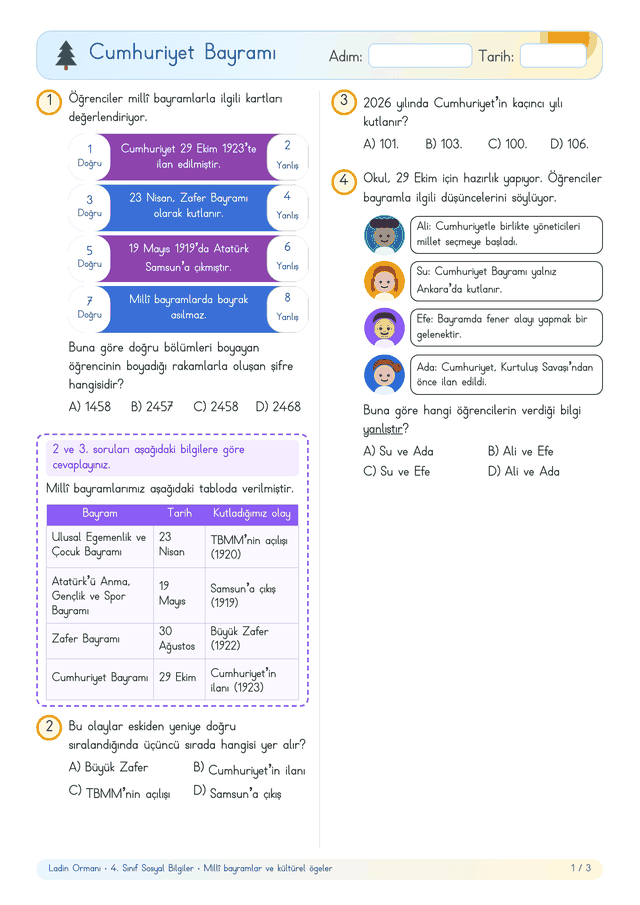 Cumhuriyet Bayramı
Adım:
Tarih:
1
Öğrenciler millî bayramlarla ilgili kartları
değerlendiriyor.
1
Doğru
Cumhuriyet 29 Ekim 1923’te
ilan edilmiştir.
2
Yanlış
3
Doğru
23 Nisan, Zafer Bayramı
olarak kutlanır.
4
Yanlış
5
Doğru
19 Mayıs 1919’da Atatürk
Samsun’a çıkmıştır.
6
Yanlış
7
Doğru
Millî bayramlarda bayrak
asılmaz.
8
Yanlış
Buna göre doğru bölümleri boyayan
öğrencinin boyadığı rakamlarla oluşan şifre
hangisidir?
A) 1458 B) 2457 C) 2458 D) 2468
2 ve 3. soruları aşağıdaki bilgilere göre
cevaplayınız.
Millî bayramlarımız aşağıdaki tabloda verilmiştir.
Bayram Tarih Kutladığımız olay
Ulusal Egemenlik ve
Çocuk Bayramı
23
Nisan
TBMM’nin açılışı
(1920)
Atatürk’ü Anma,
Gençlik ve Spor
Bayramı
19
Mayıs
Samsun’a çıkış
(1919)
Zafer Bayramı
30
Ağustos
Büyük Zafer
(1922)
Cumhuriyet Bayramı
29 Ekim
Cumhuriyet’in
ilanı (1923)
2
Bu olaylar eskiden yeniye doğru
sıralandığında üçüncü sırada hangisi yer alır?
A) Büyük Zafer B) Cumhuriyet’in ilanı
C) TBMM’nin açılışı D) Samsun’a çıkış
3
2026 yılında Cumhuriyet’in kaçıncı yılı
kutlanır?
A) 101. B) 103. C) 100. D) 106.
4
Okul, 29 Ekim için hazırlık yapıyor. Öğrenciler
bayramla ilgili düşüncelerini söylüyor.
Ali: Cumhuriyetle birlikte yöneticileri
millet seçmeye başladı.
Su: Cumhuriyet Bayramı yalnız
Ankara’da kutlanır.
Efe: Bayramda fener alayı yapmak bir
gelenektir.
Ada: Cumhuriyet, Kurtuluş Savaşı’ndan
önce ilan edildi.
Buna göre hangi öğrencilerin verdiği bilgi
yanlıştır?
A) Su ve Ada B) Ali ve Efe
C) Su ve Efe D) Ali ve Ada
Ladin Ormanı • 4. Sınıf Sosyal Bilgiler • Millî bayramlar ve kültürel ögeler
1 / 3